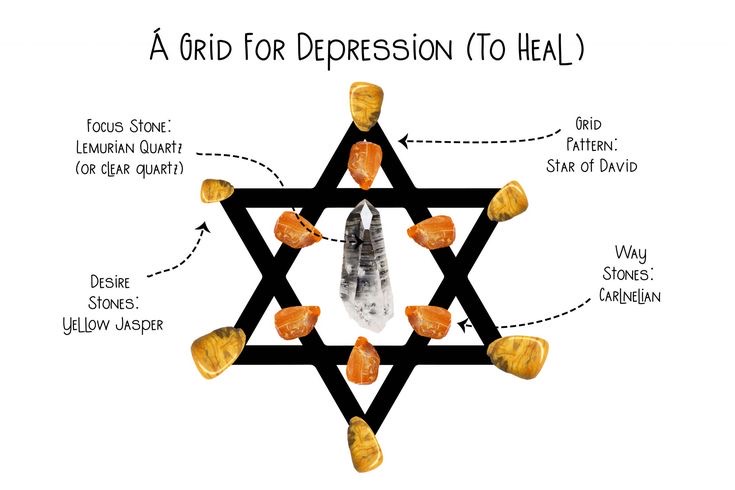 Á Grid for Depression (To Heal)
Focus Stone:
Lemurian Quartz
(or clear quartz)
Grid
Pattern:
Star of David
Desire
Stones:
Yellow Jasper
Way
Stones:
Carlnelian